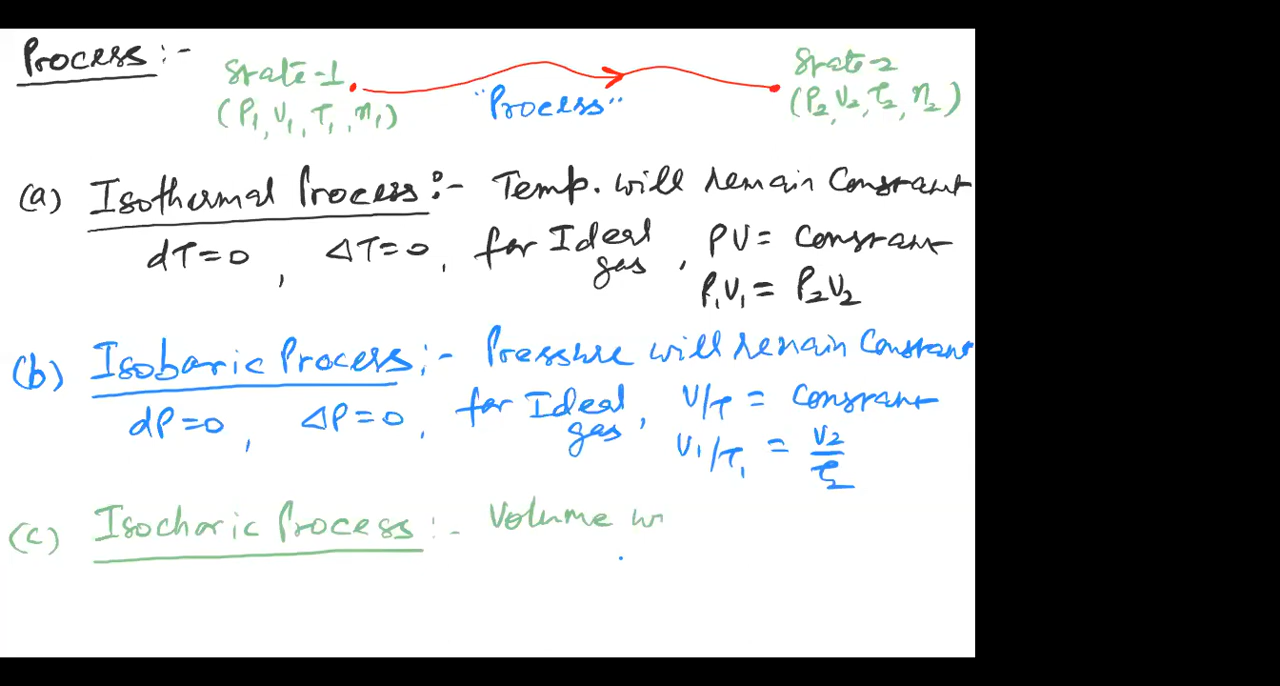 Process :-
State-1
State-2
(P₁, V₁, T₁, n₁)
"Process"
(P₂, V₂, T₂, n₂)
(a) Isothermal Process :- Temp. will remain Constant
dT=0, ΔT=0, for Ideal gas, PV = Constant
P₁V₁ = P₂V₂
(b) Isobaric Process :- Pressure will remain Constant
dP=0, ΔP=0, for Ideal gas, V/T = Constant
V₁/T₁ = V₂/T₂
(c) Isochoric Process :- Volume w